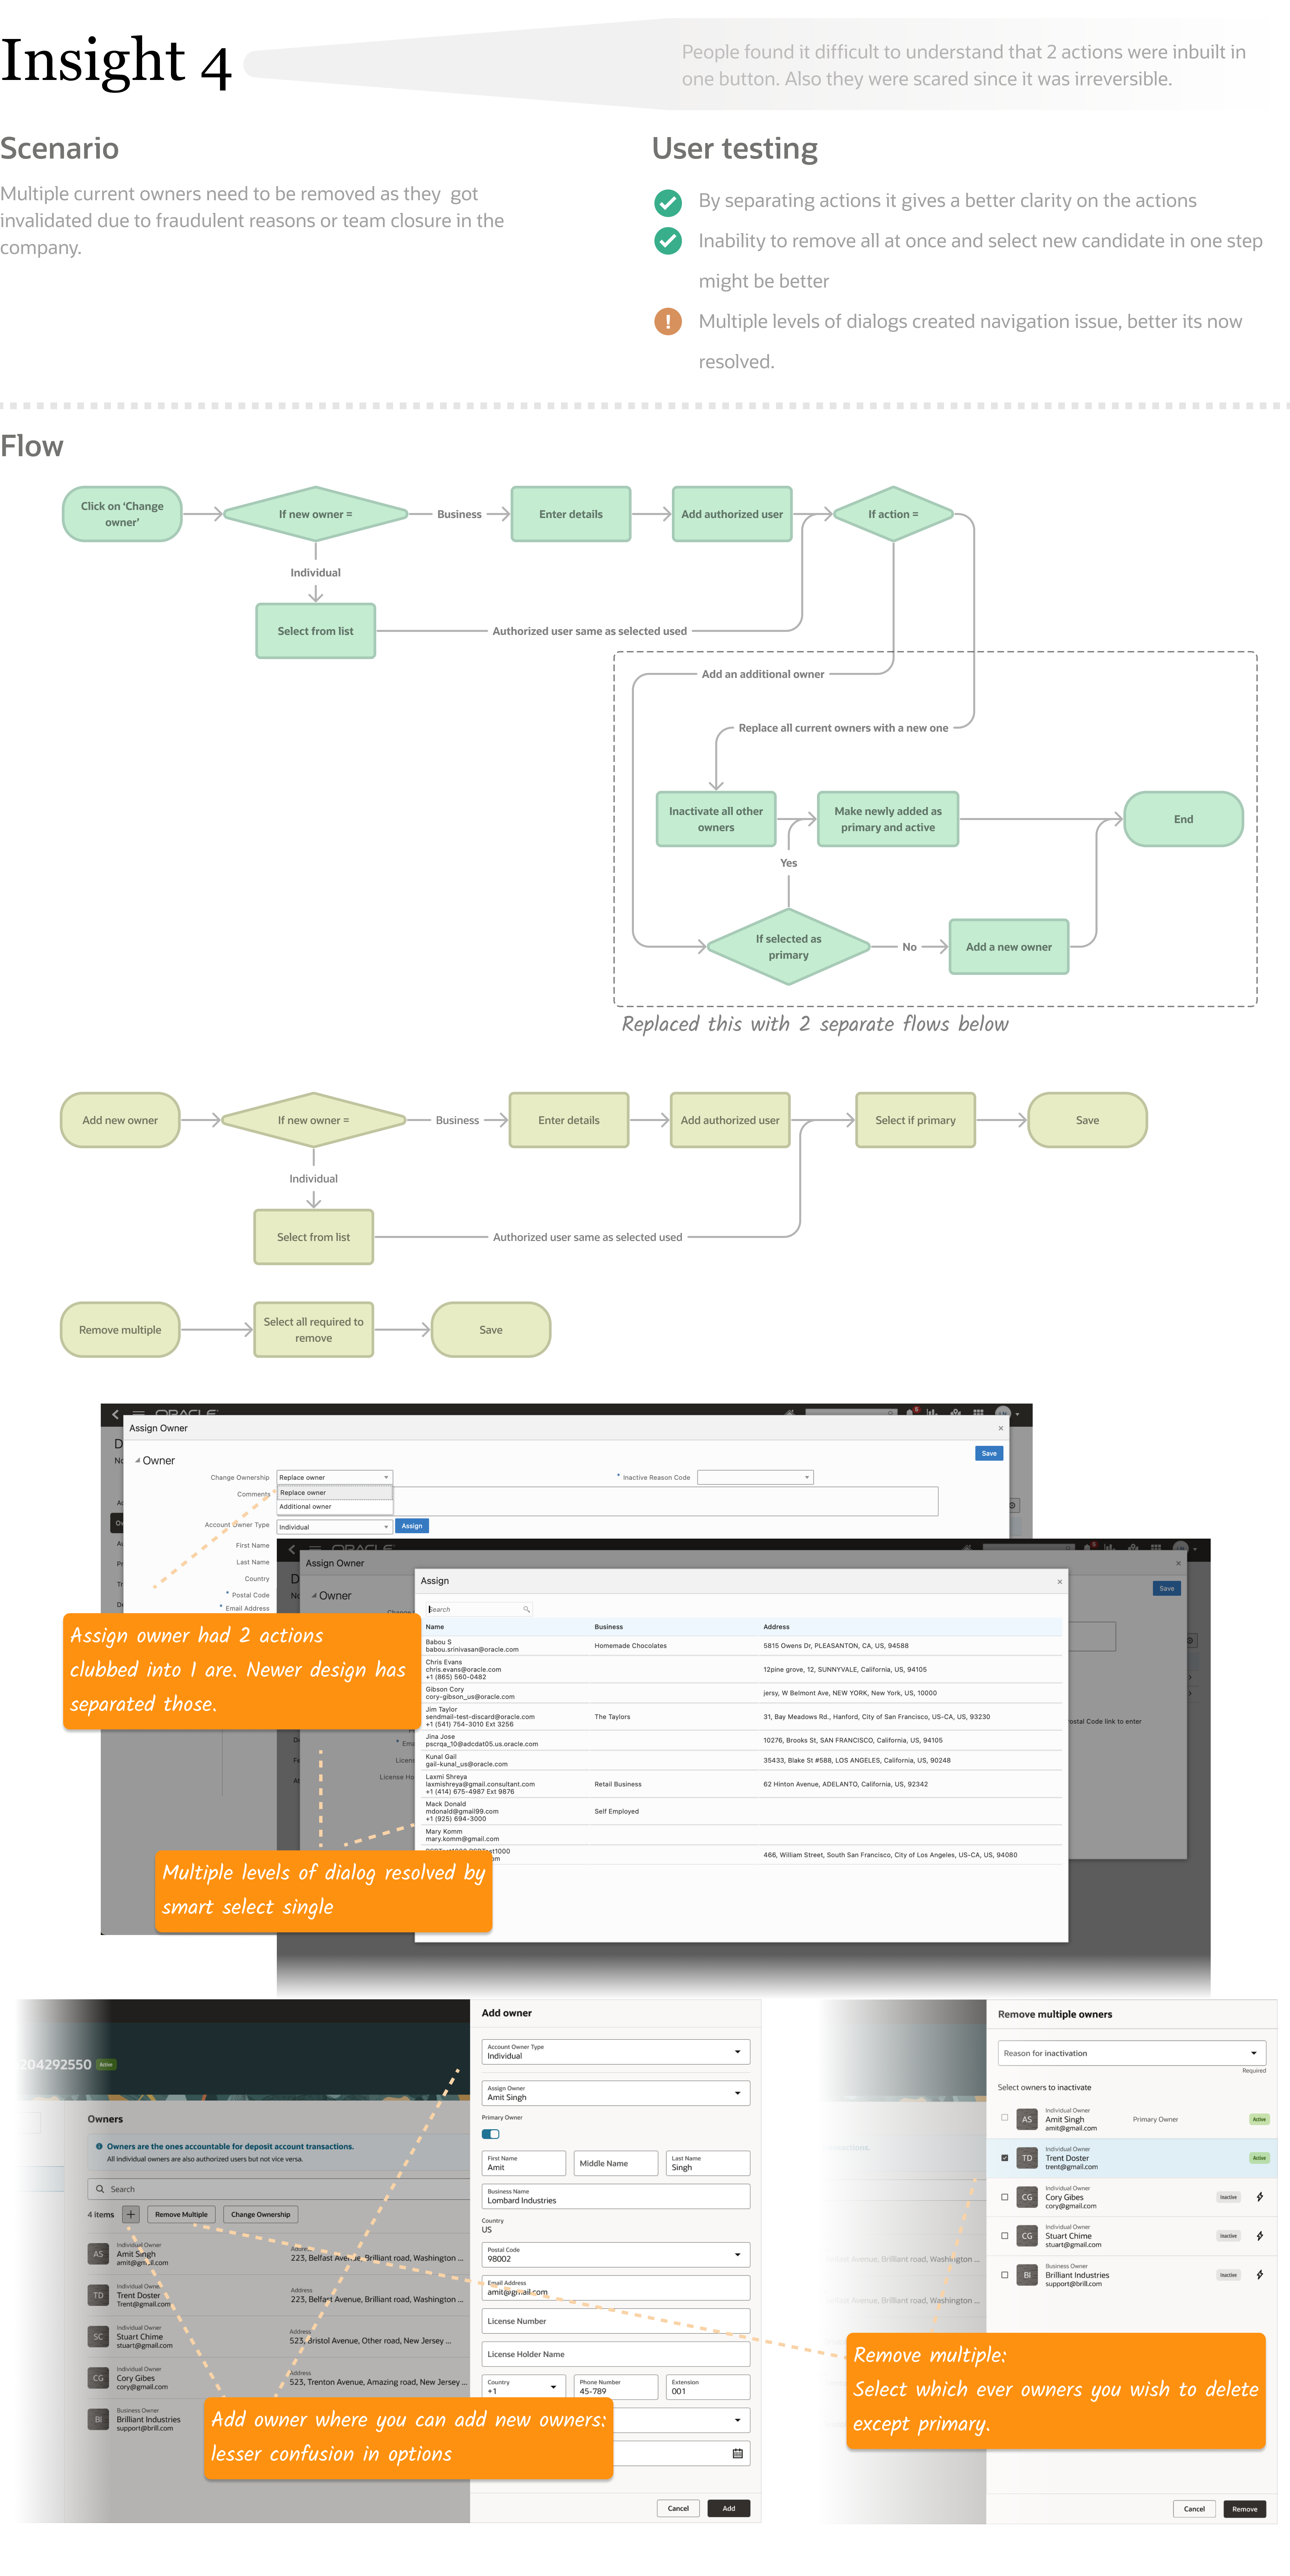 Insight 4
People found it difficult to understand that 2 actions were inbuilt in
one button. Also they were scared since it was irreversible.
Scenario
Multiple current owners need to be removed as they got
invalidated due to fraudulent reasons or team closure in the
company.
User testing
By separating actions it gives a better clarity on the actions
Inability to remove all at once and select new candidate in one step
might be better
Multiple levels of dialogs created navigation issue, better its now
resolved.
Flow
Click on ‘Change
owner’
If new owner =
Business
Enter details
Add authorized user
If action =
Individual
Select from list
Authorized user same as selected used
Add an additional owner
Replace all current owners with a new one
Inactivate all other
owners
Make newly added as
primary and active
End
Yes
If selected as
primary
No
Add a new owner
Replaced this with 2 separate flows below
Add new owner
If new owner =
Business
Enter details
Add authorized user
Select if primary
Save
Individual
Select from list
Authorized user same as selected used
Remove multiple
Select all required to
remove
Save
Assign Owner
Owner
Save
Change Ownership
Replace owner
* Inactive Reason Code
Comments
Replace owner
Additional owner
Account Owner Type
Individual
Assign
First Name
Last Name
Country
* Postal Code
* Email Address
Assign owner had 2 actions
clubbed into 1 are. Newer design has
separated those.
Assign Owner
Owner
Save
Assign
Search
Name Business Address
Babou S
babou.srinivasan@oracle.com
Homemade Chocolates
5815 Owens Dr, PLEASANTON, CA, US, 94588
Chris Evans
chris.evans@oracle.com
+1 (865) 560-0482
12pine grove, 12, SUNNYVALE, California, US, 94105
Gibson Cory
cory-gibson_us@oracle.com
jersy, W Belmont Ave, NEW YORK, New York, US, 10000
Jim Taylor
sendmail-test-discard@oracle.com
+1 (541) 754-3010 Ext 3256
The Taylors
31, Bay Meadows Rd., Hanford, City of San Francisco, US-CA, US, 93230
Jina Jose
pscrqa_10@adcdat05.us.oracle.com
10276, Brooks St, SAN FRANCISCO, California, US, 94105
Kunal Gail
gail-kunal_us@oracle.com
35433, Blake St #588, LOS ANGELES, California, US, 90248
Laxmi Shreya
laxmishreya@gmail.consultant.com
+1 (414) 675-4987 Ext 9876
Retail Business
62 Hinton Avenue, ADELANTO, California, US, 92342
Mack Donald
mdonald@gmail99.com
+1 (925) 694-3000
Self Employed
Mary Komm
mary.komm@gmail.com
466, William Street, South San Francisco, City of Los Angeles, US-CA, US, 94080
ostal Code link to enter
Multiple levels of dialog resolved by
smart select single
204292550 Active
Owners
Owners are the ones accountable for deposit account transactions.
All individual owners are also authorized users but not vice versa.
Search
4 items
Remove Multiple
Change Ownership
AS
Individual Owner
Amit Singh
amit@gmail.com
Address
223, Belfast Avenue, Brilliant road, Washington ...
TD
Individual Owner
Trent Doster
Trent@gmail.com
Address
223, Belfast Avenue, Brilliant road, Washington ...
SC
Individual Owner
Stuart Chime
stuart@gmail.com
Address
523, Bristol Avenue, Other road, New Jersey ...
CG
Individual Owner
Cory Gibes
cory@gmail.com
Address
523, Trenton Avenue, Amazing road, New Jersey ...
BI
Business Owner
Brilliant Industries
support@brill.com
Add owner where you can add new owners:
lesser confusion in options
Add owner
Account Owner Type
Individual
Assign Owner
Amit Singh
Primary Owner
First Name
Amit
Middle Name
Last Name
Singh
Business Name
Lombard Industries
Country
US
Postal Code
98002
Email Address
amit@gmail.com
License Number
License Holder Name
Country
+1
Phone Number
45-789
Extension
001
Cancel
Add
Remove multiple owners
Reason for inactivation
Required
Select owners to inactivate
AS
Individual Owner
Amit Singh
amit@gmail.com
Primary Owner
Active
TD
Individual Owner
Trent Doster
trent@gmail.com
Active
CG
Individual Owner
Cory Gibes
cory@gmail.com
Inactive
CG
Individual Owner
Stuart Chime
stuart@gmail.com
Inactive
BI
Business Owner
Brilliant Industries
support@brill.com
Inactive
Remove multiple:
Select which ever owners you wish to delete
except primary.
Cancel
Remove